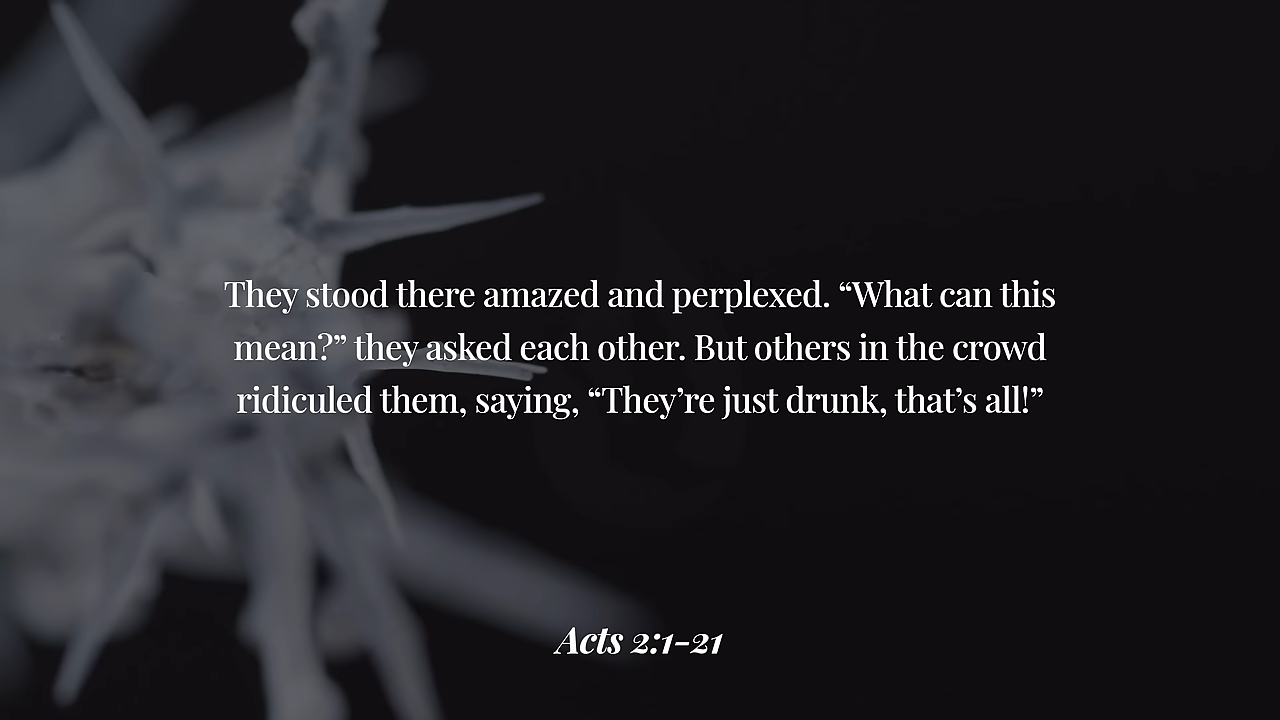 They stood there amazed and perplexed. “What can this
mean?” they asked each other. But others in the crowd
ridiculed them, saying, “They’re just drunk, that’s all!”
Acts 2:1-21